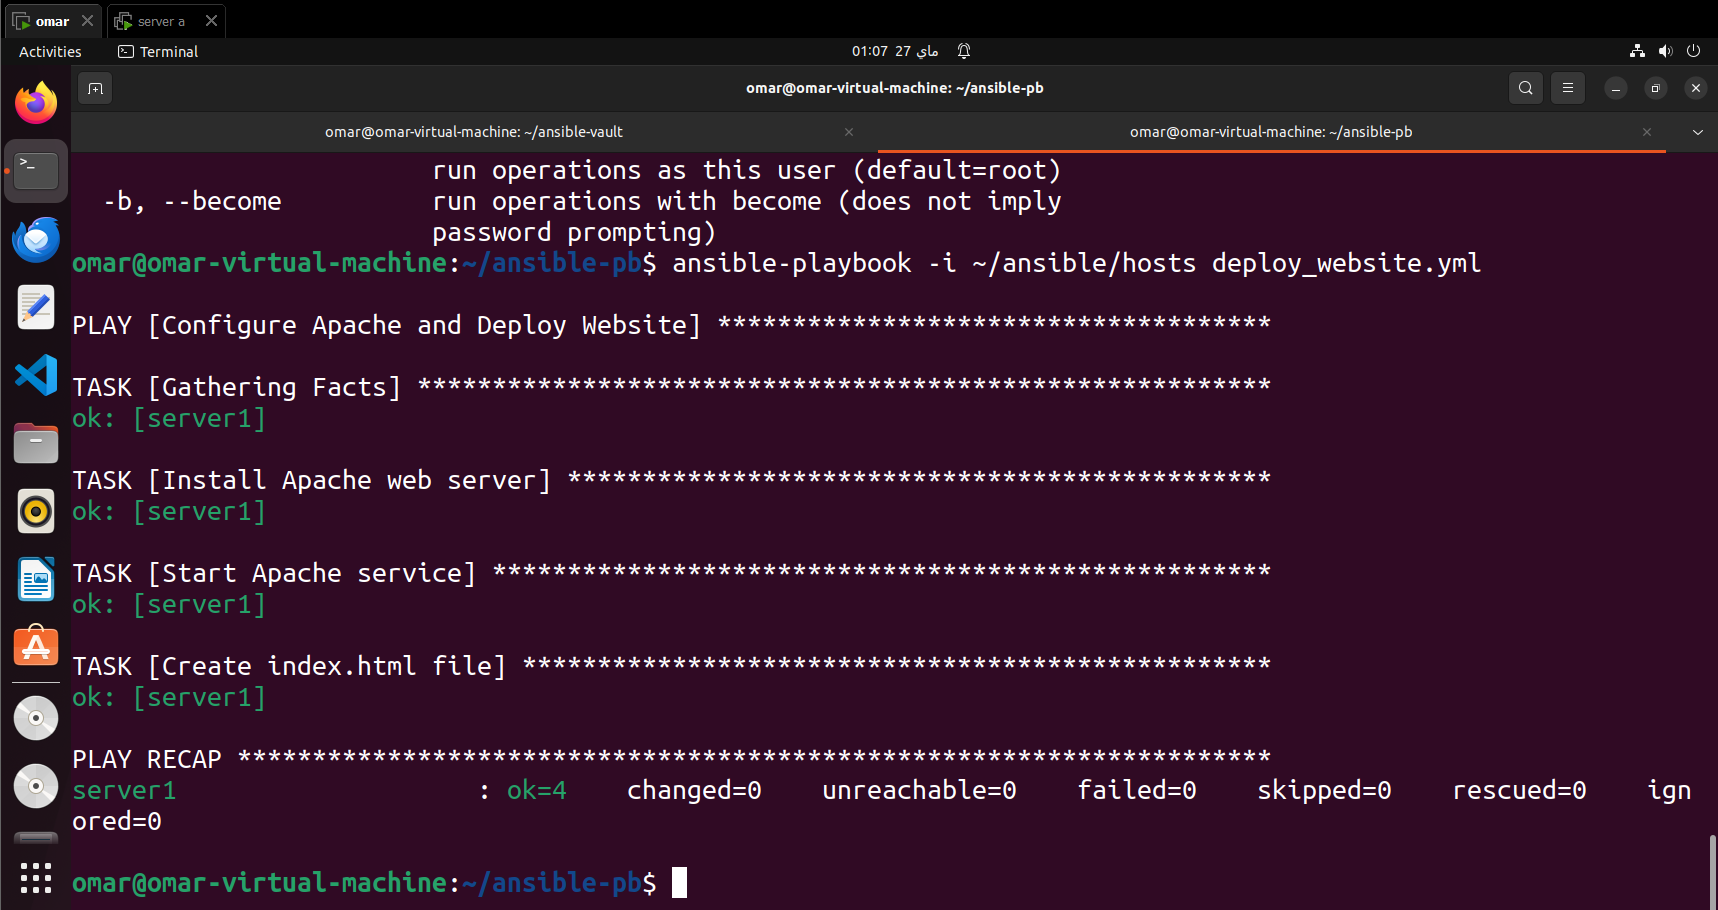 omar
server a
Activities
Terminal
01:07 27 ماي
omar@omar-virtual-machine: ~/ansible-pb
omar@omar-virtual-machine: ~/ansible-vault
omar@omar-virtual-machine: ~/ansible-pb
run operations as this user (default=root)
-b, --become run operations with become (does not imply
password prompting)
omar@omar-virtual-machine:~/ansible-pb$ ansible-playbook -i ~/ansible/hosts deploy_website.yml
PLAY [Configure Apache and Deploy Website] *************************************
TASK [Gathering Facts] *********************************************************
ok: [server1]
TASK [Install Apache web server] ***********************************************
ok: [server1]
TASK [Start Apache service] ****************************************************
ok: [server1]
TASK [Create index.html file] **************************************************
ok: [server1]
PLAY RECAP *********************************************************************
server1 : ok=4 changed=0 unreachable=0 failed=0 skipped=0 rescued=0 ign
ored=0
omar@omar-virtual-machine:~/ansible-pb$